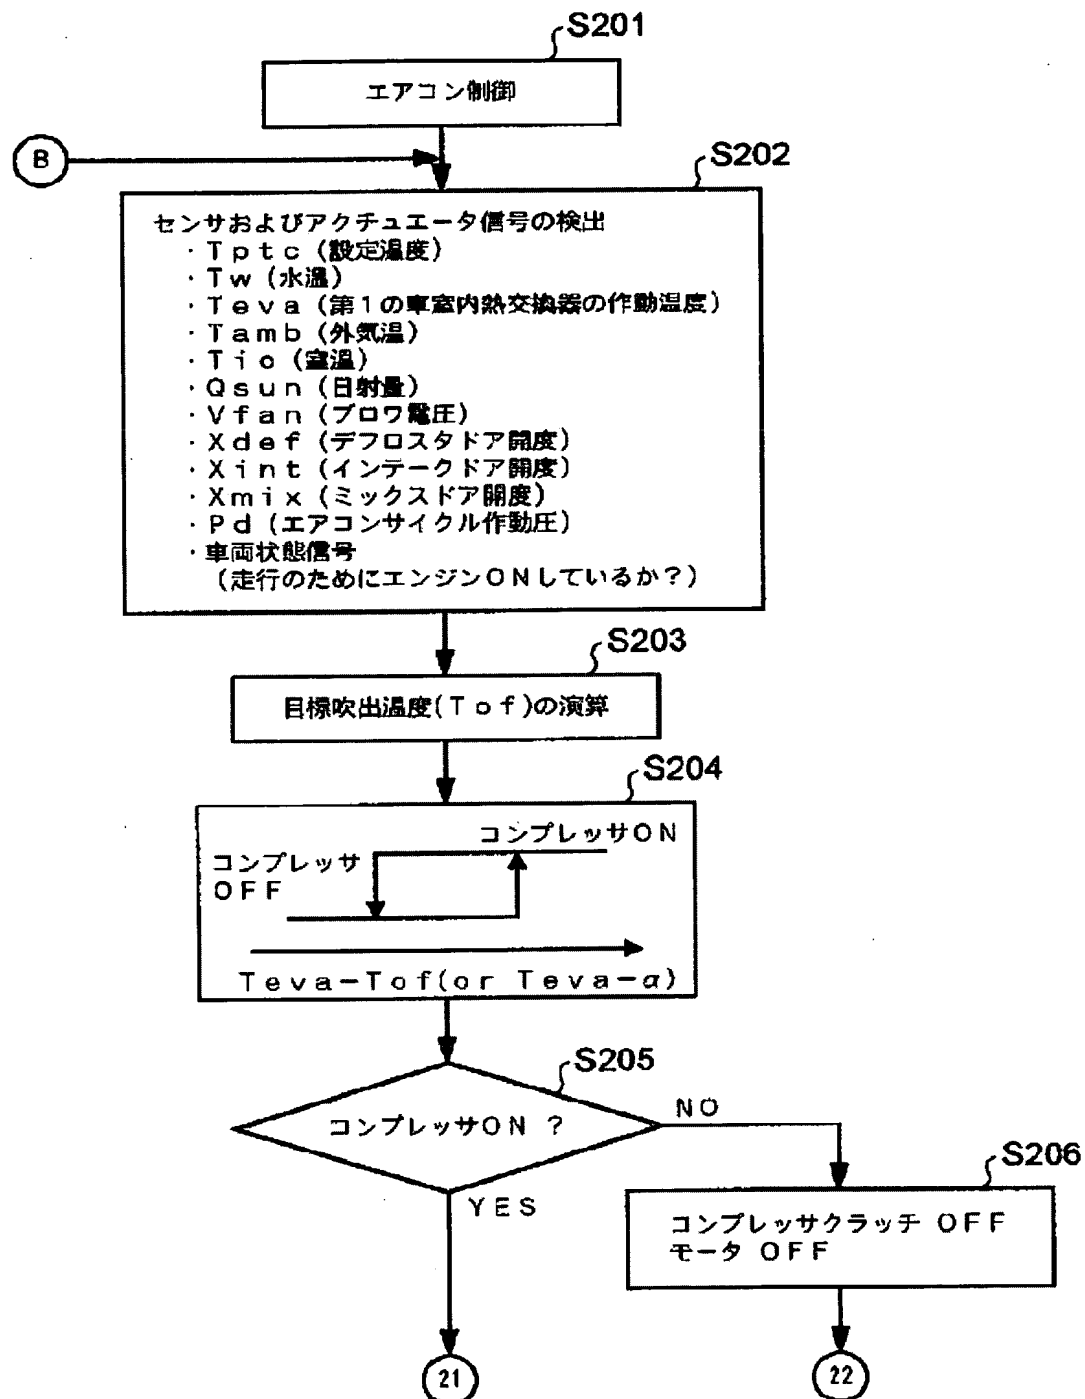 S201
エアコン制御
B
S202
センサおよびアクチュエータ信号の検出
・Tptc(設定温度)
・Tw(水温)
・Teva(第1の車室内熱交換器の作動温度)
・Tamb(外気温)
・Tio(室温)
・Qsun(日射量)
・Vfan(ブロワ電圧)
・Xdef(デフロスタドア開度)
・Xint(インテークドア開度)
・Xmix(ミックスドア開度)
・Pd(エアコンサイクル作動圧)
・車両状態信号
(走行のためにエンジンONしているか?)
S203
目標吹出温度(Tof)の演算
S204
コンプレッサON
コンプレッサ
OFF
Teva-Tof(or Teva-α)
S205
コンプレッサON ?
NO
YES
S206
コンプレッサクラッチ OFF
モータ OFF
21
22